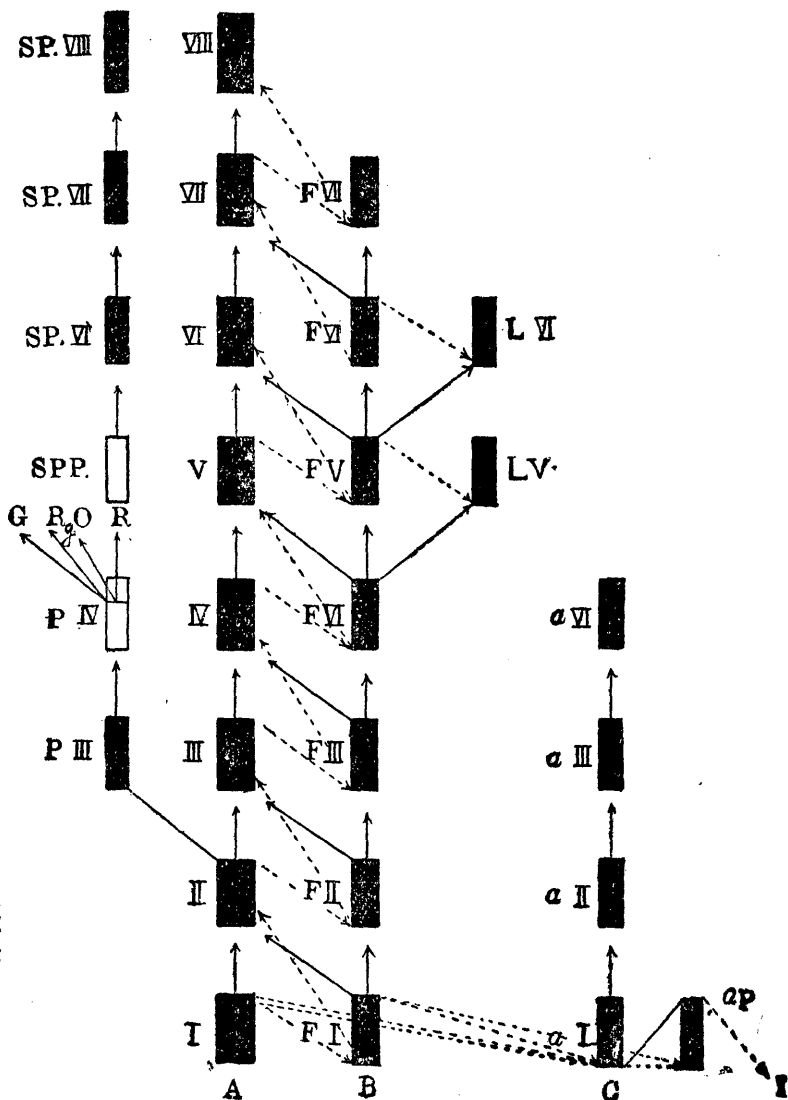 SP. VIII VIII
SP. VII VII F VII
SP. VI VI F VI L VI
SPP. V F V L V.
G Rg O R
P IV IV F VI a VI
P III III F III a III
II F II a II
I F I a I ap
I
A B C